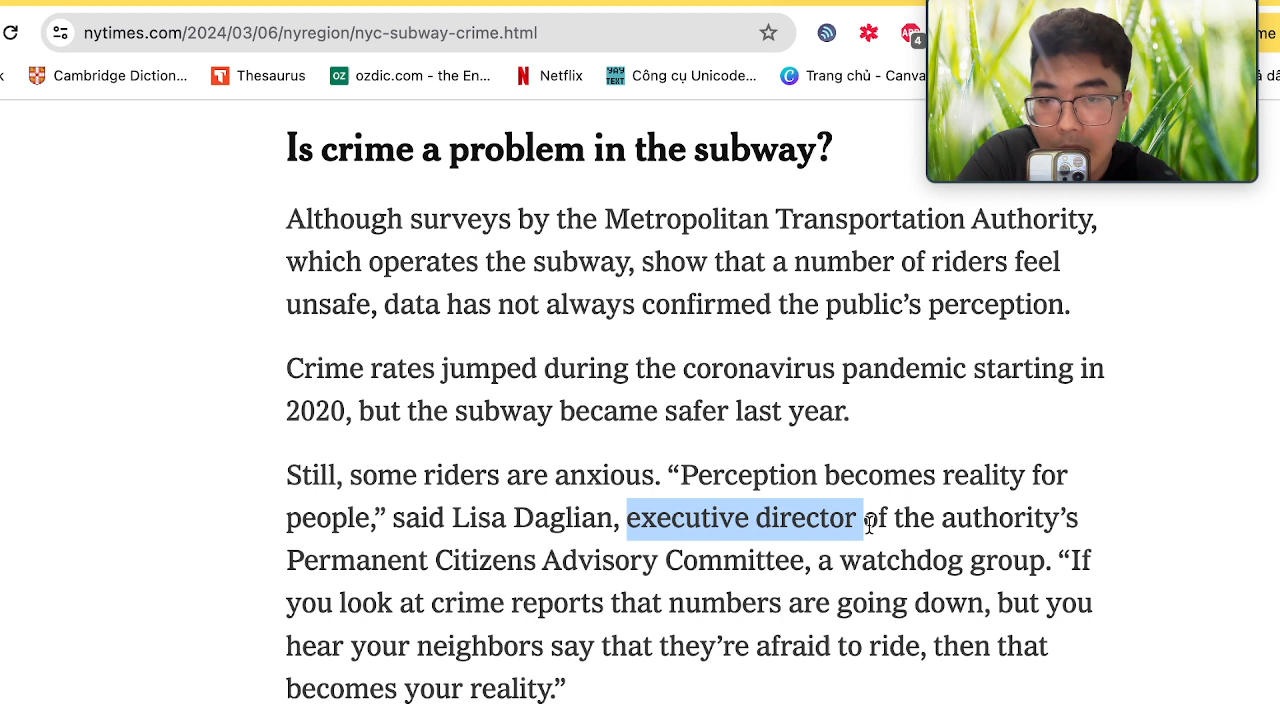 nytimes.com/2024/03/06/nyregion/nyc-subway-crime.html
4
me
Cambridge Diction...
Thesaurus
OZ
ozdic.com - the En...
Netflix
YAY
TEXT
Công cụ Unicode...
Trang chủ - Canva
Is crime a problem in the subway?
Although surveys by the Metropolitan Transportation Authority,
which operates the subway, show that a number of riders feel
unsafe, data has not always confirmed the public’s perception.
Crime rates jumped during the coronavirus pandemic starting in
2020, but the subway became safer last year.
Still, some riders are anxious. “Perception becomes reality for
people,” said Lisa Daglian, executive director of the authority’s
Permanent Citizens Advisory Committee, a watchdog group. “If
you look at crime reports that numbers are going down, but you
hear your neighbors say that they’re afraid to ride, then that
becomes your reality.”